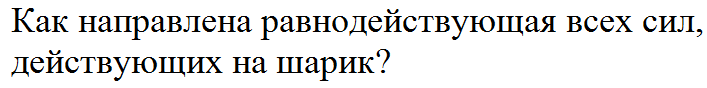 Как направлена равнодействующая всех сил,
действующих на шарик?